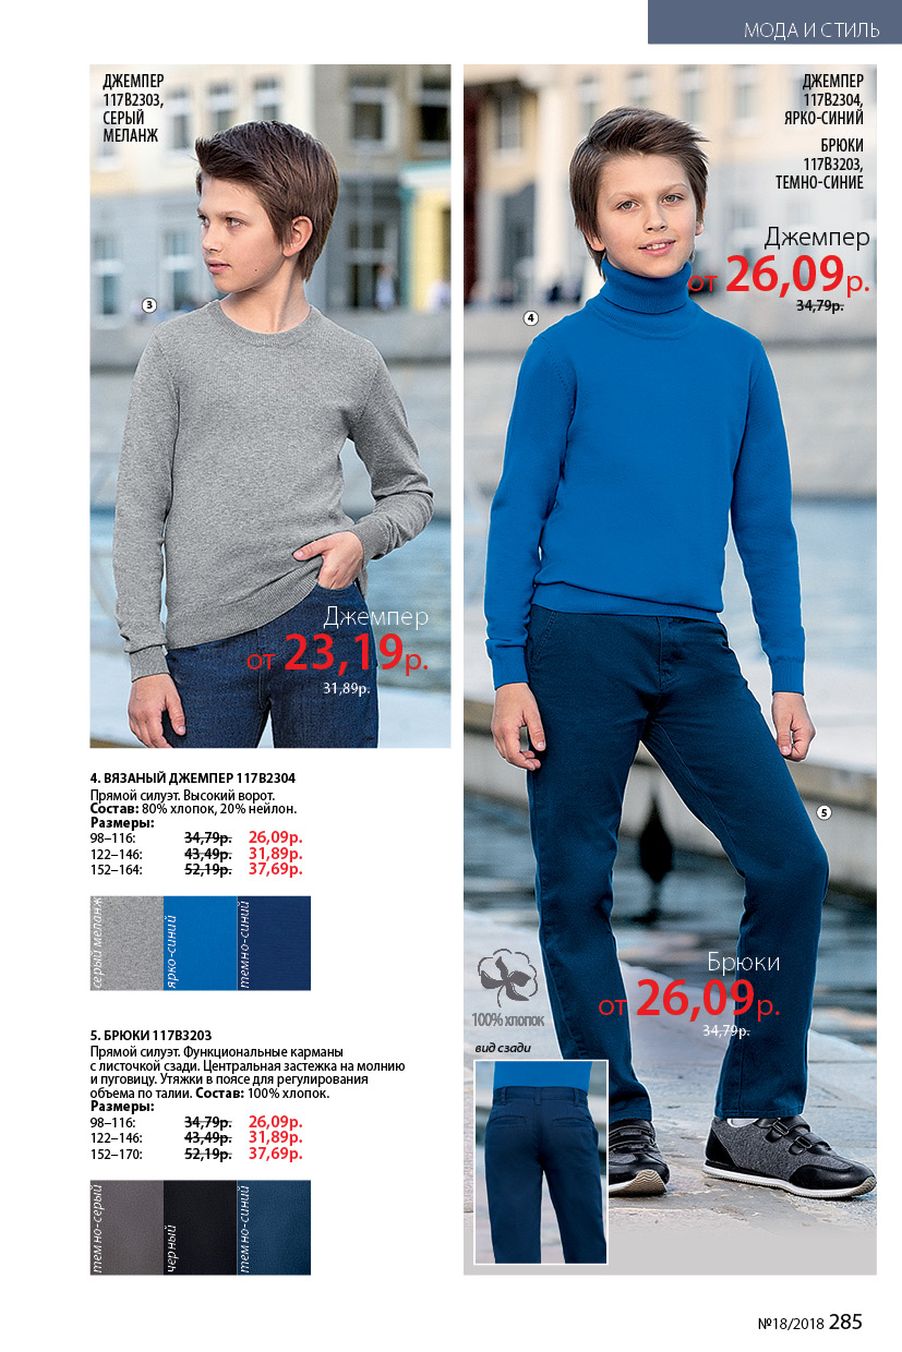 МОДА И СТИЛЬ
ДЖЕМПЕР
117В2303,
СЕРЫЙ
МЕЛАНЖ
3
Джемпер
от 23,19р.
31,89р.
ДЖЕМПЕР
117В2304,
ЯРКО-СИНИЙ
БРЮКИ
117В3203,
ТЕМНО-СИНИЕ
Джемпер
от 26,09р.
34,79р.
4
5
Брюки
от 26,09р.
34,79р.
100% хлопок
вид сзади
4. ВЯЗАНЫЙ ДЖЕМПЕР 117В2304
Прямой силуэт. Высокий ворот.
Состав: 80% хлопок, 20% нейлон.
Размеры:
98–116: 34,79р. 26,09р.
122–146: 43,49р. 31,89р.
152–164: 52,19р. 37,69р.
серый меланж
ярко-синий
темно-синий
5. БРЮКИ 117В3203
Прямой силуэт. Функциональные карманы
с листочкой сзади. Центральная застежка на молнию
и пуговицу. Утяжки в поясе для регулирования
объема по талии. Состав: 100% хлопок.
Размеры:
98–116: 34,79р. 26,09р.
122–146: 43,49р. 31,89р.
152–170: 52,19р. 37,69р.
темно-серый
черный
темно-синий
№18/2018 285